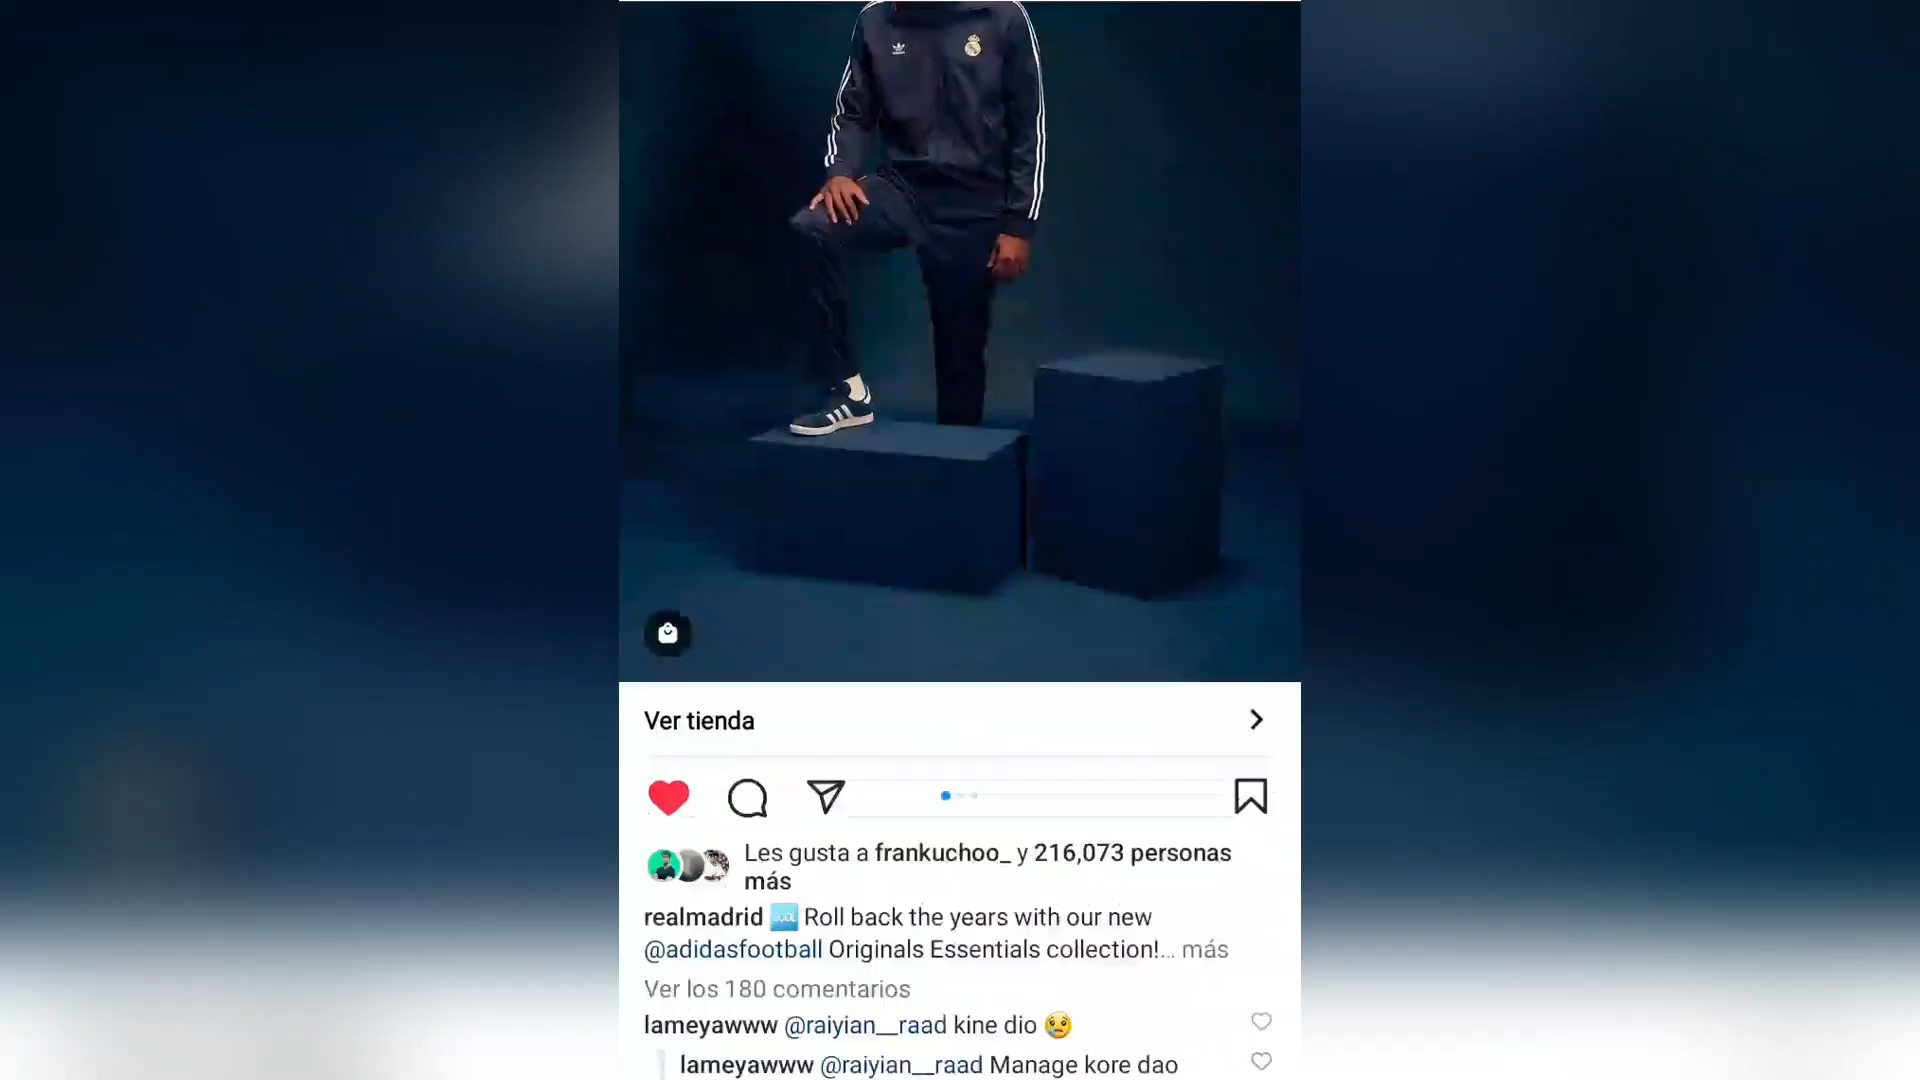 Ver tienda
Les gusta a frankuchoo_ y 216,073 personas
más
realmadrid 🆒 Roll back the years with our new
@adidasfootball Originals Essentials collection!... más
Ver los 180 comentarios
lameyawww @raiyian__raad kine dio 😢
lameyawww @raiyian__raad Manage kore dao